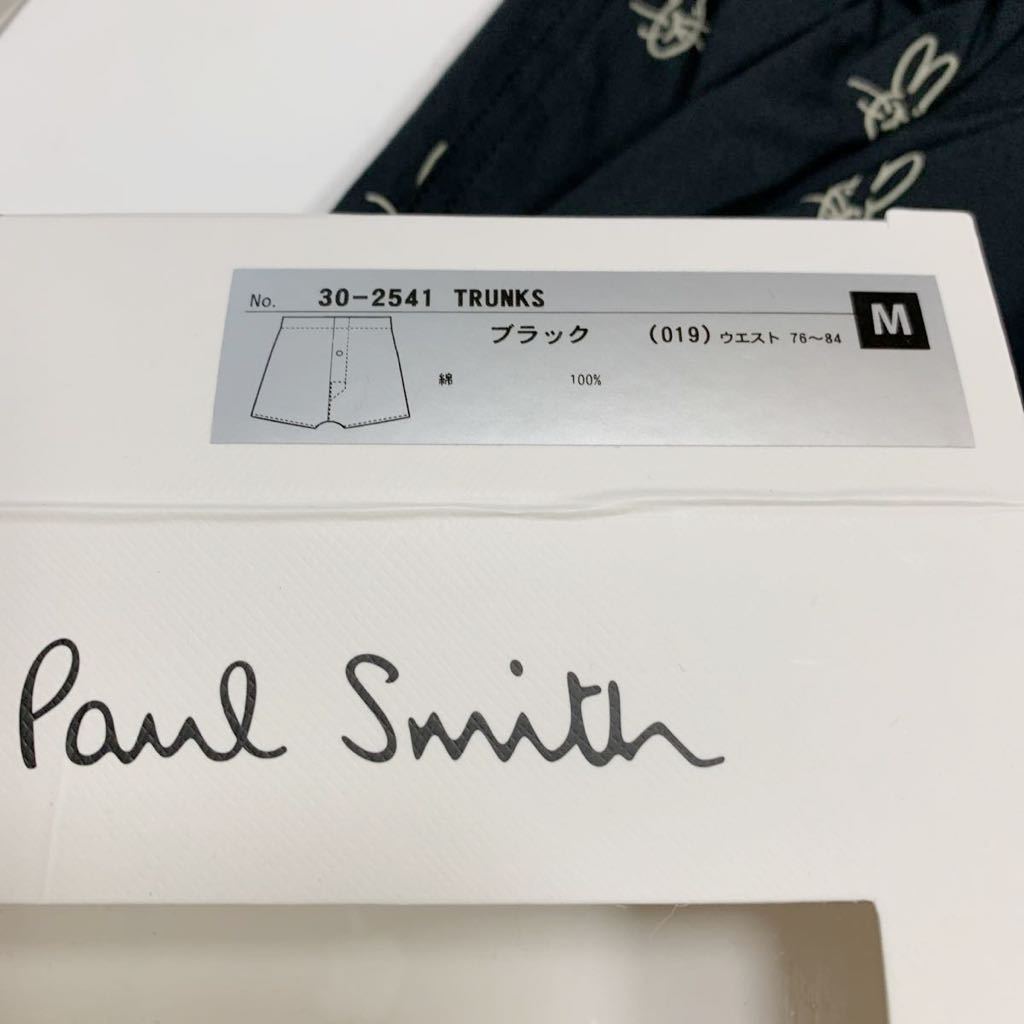 No. 30-2541 TRUNKS
ブラック (019) ウエスト 76〜84 M
綿 100%
Paul Smith